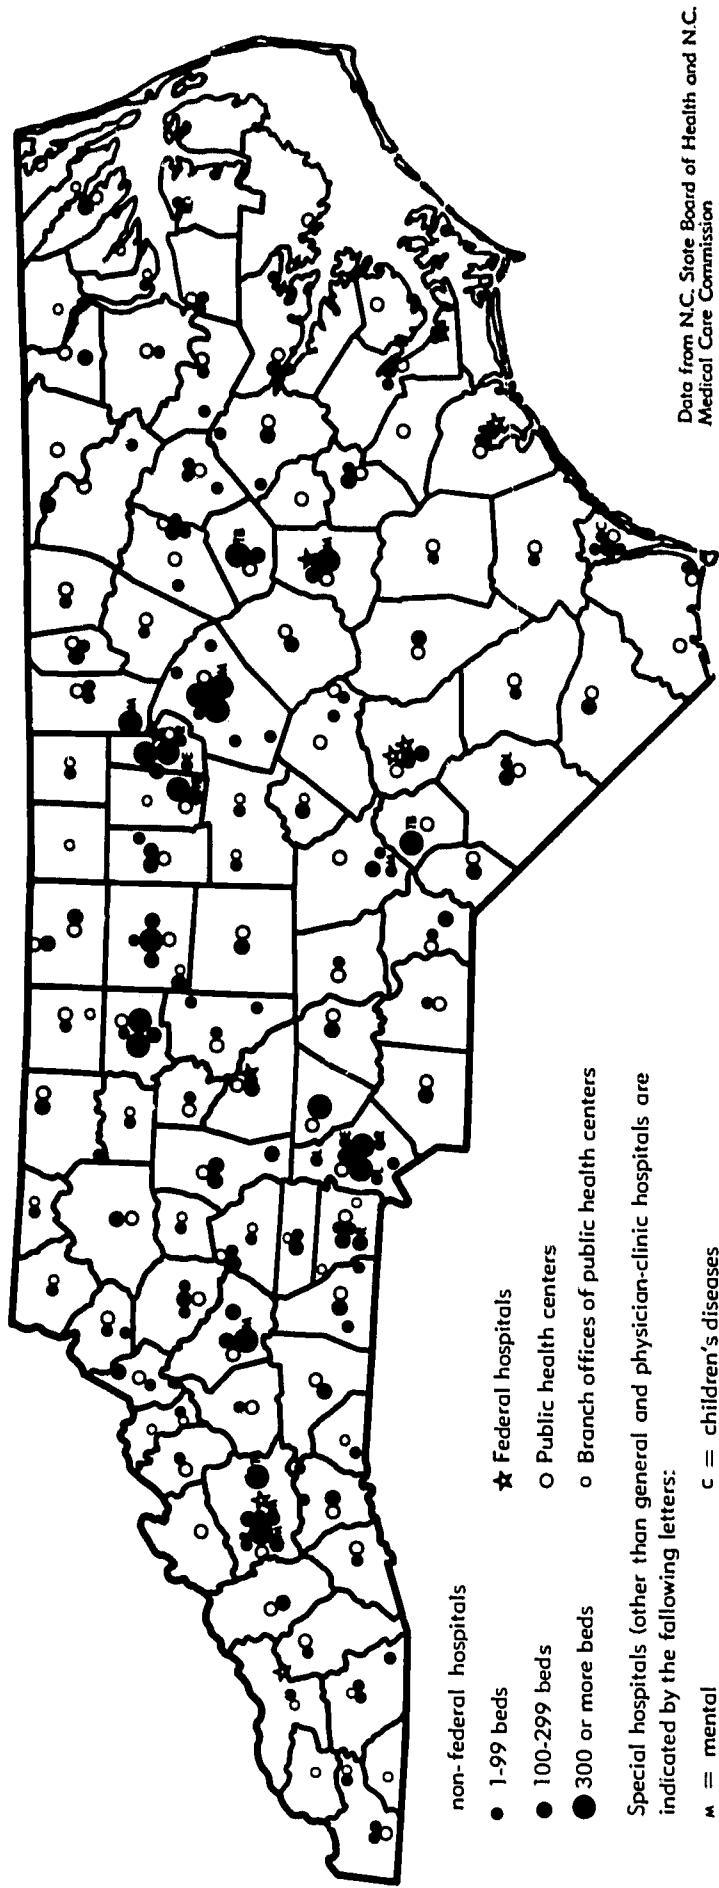 Data from N.C. State Board of Health and N.C.
Medical Care Commission
non-federal hospitals
1-99 beds
100-299 beds
300 or more beds
Federal hospitals
Public health centers
Branch offices of public health centers
Special hospitals (other than general and physician-clinic hospitals are
indicated by the following letters:
M = mental
C = children's diseases
TB
TB
M
M
C